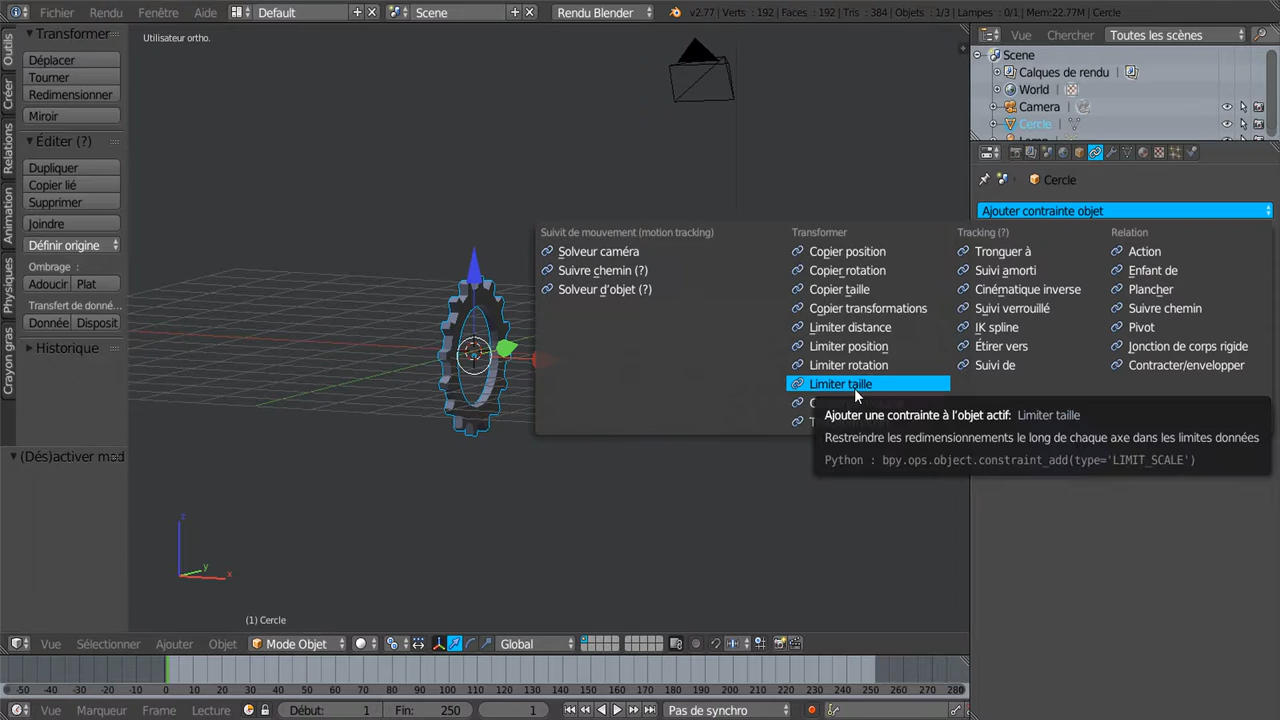 Fichier Rendu Fenêtre Aide Default Scene Rendu Blender v2.77 | Verts : 192 | Faces : 192 | Tris : 384 | Objets : 1/3 | Lampes : 0/1 | Mem:22.77M | Cercle
Outils
Créer
Relations
Animation
Physiques
Crayon gras
Transformer
Déplacer
Tourner
Redimensionner
Miroir
Éditer (?)
Dupliquer
Copier lié
Supprimer
Joindre
Définir origine
Ombrage :
Adoucir Plat
Transfert de donné...
Donnée Disposit
Historique
(Dés)activer mod
Utilisateur ortho.
z
y
x
(1) Cercle
Vue Chercher Toutes les scènes
Scene
Calques de rendu
World
Camera
Cercle
Cercle
Ajouter contrainte objet
Suivit de mouvement (motion tracking)
Solveur caméra
Suivre chemin (?)
Solveur d'objet (?)
Transformer
Copier position
Copier rotation
Copier taille
Copier transformations
Limiter distance
Limiter position
Limiter rotation
Limiter taille
Tracking (?)
Tronguer à
Suivi amorti
Cinématique inverse
Suivi verrouillé
IK spline
Étirer vers
Suivi de
Relation
Action
Enfant de
Plancher
Suivre chemin
Pivot
Jonction de corps rigide
Contracter/envelopper
Ajouter une contrainte à l'objet actif: Limiter taille
Restreindre les redimensionnements le long de chaque axe dans les limites données
Python : bpy.ops.object.constraint_add(type='LIMIT_SCALE')
Vue Sélectionner Ajouter Objet Mode Objet Global
-50 -40 -30 -20 -10 0 10 20 30 40 50 60 70 80 90 100 110 120 130 140 150 160 170 180 190 200 210 220 230 240 250 260 270 280
Vue Marqueur Frame Lecture Début: 1 Fin: 250 1 Pas de synchro